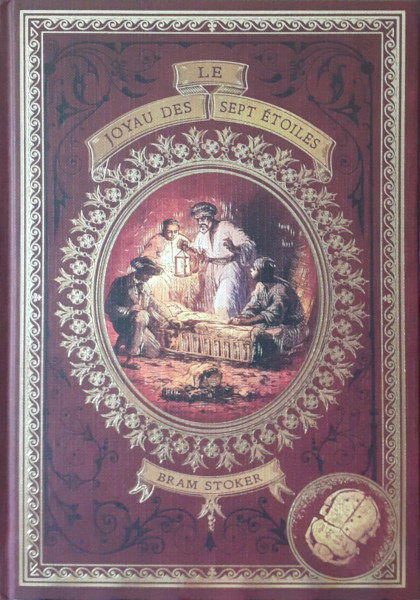 LE
JOYAU DES SEPT ÉTOILES
BRAM STOKER